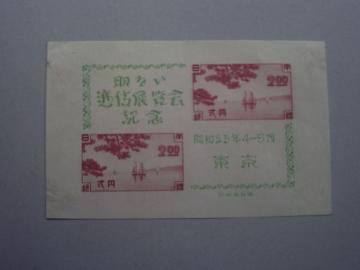 明るい
逓信展覧会
記念
2.00
弐円
昭和23年4-5月
東京
2.00
弐円